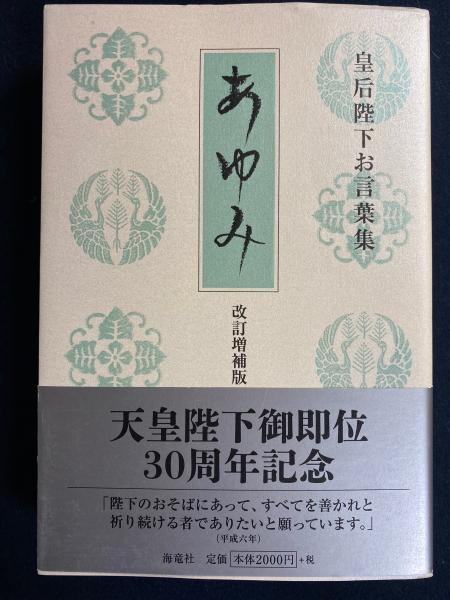 皇后陛下お言葉集
あゆみ
改訂増補版
天皇陛下御即位
30周年記念
「陛下のおそばにあって、すべてを善かれと
祈り続ける者でありたいと願っています。」
(平成六年)
海竜社 定価 本体2000円 +税